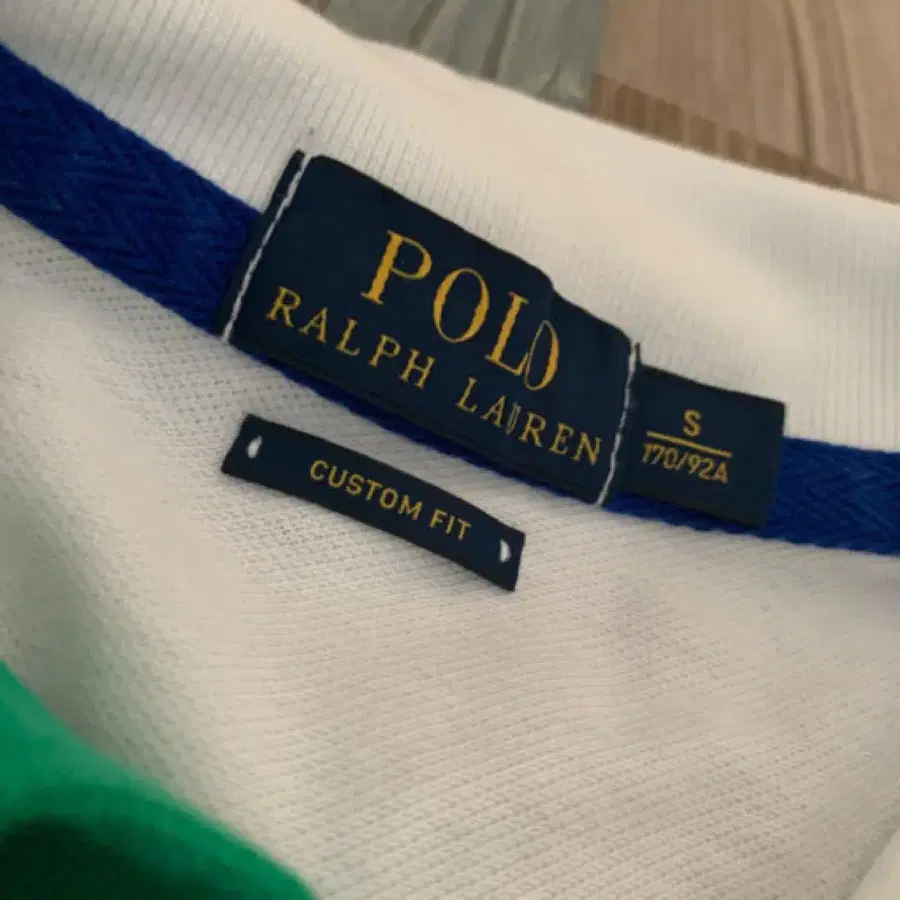 POLO
RALPH LAUREN
S
170/92A
CUSTOM FIT